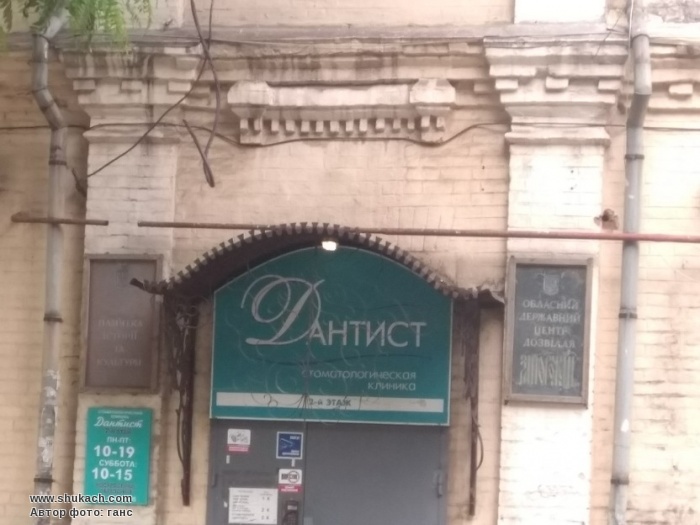 ДАНТИСТ
СТОМАТОЛОГИЧЕСКАЯ
КЛИНИКА
2-й ЭТАЖ
ОБЛАСНИЙ
ДЕРЖАВНИЙ
ЦЕНТР
ДОЗВІЛЛЯ
Дантист
ПН-ПТ
10-19
СУББОТА:
10-15
www.shukach.com
Автор фото: ганс